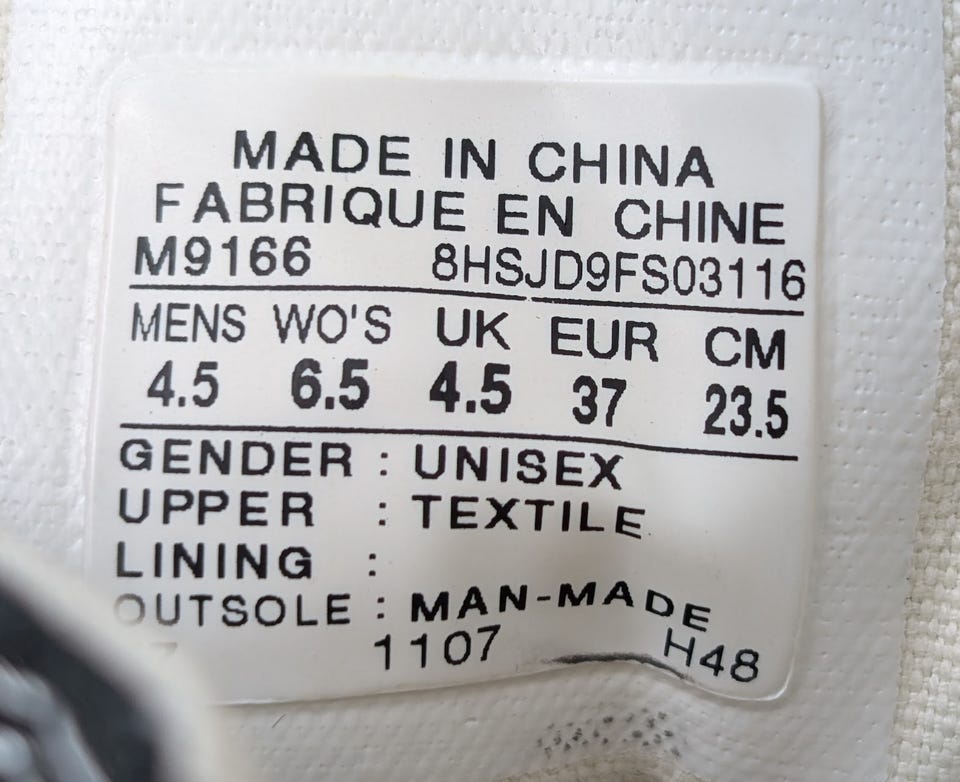 MADE IN CHINA
FABRIQUE EN CHINE
M9166 8HSJD9FS03116
MENS WO'S UK EUR CM
4.5 6.5 4.5 37 23.5
GENDER : UNISEX
UPPER : TEXTILE
LINING :
OUTSOLE : MAN-MADE
1107 H48